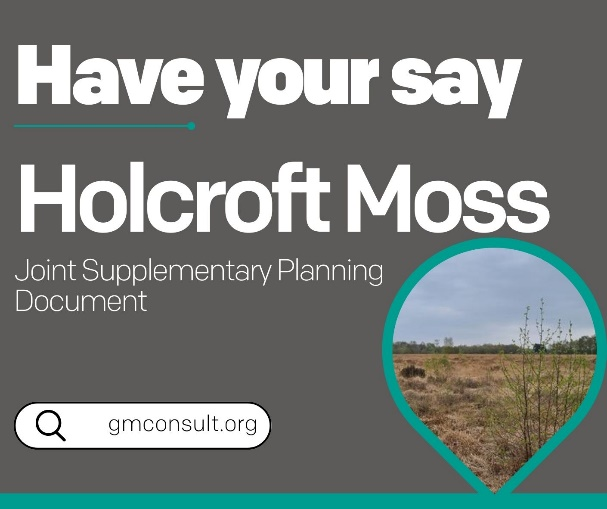 Have your say
Holcroft Moss
Joint Supplementary Planning
Document
gmconsult.org